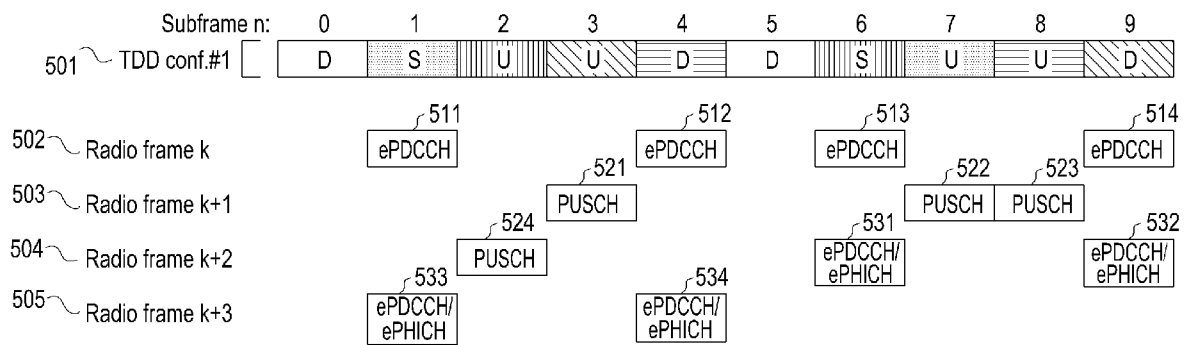 Subframe n: 0 1 2 3 4 5 6 7 8 9
501 TDD conf.#1 D S U U D D S U U D
511 512 513 514
502 Radio frame k ePDCCH ePDCCH ePDCCH ePDCCH
521 522 523
503 Radio frame k+1 PUSCH PUSCH PUSCH
524 531 532
504 Radio frame k+2 PUSCH ePDCCH/ ePHICH ePDCCH/ ePHICH
533 534
505 Radio frame k+3 ePDCCH/ ePHICH ePDCCH/ ePHICH